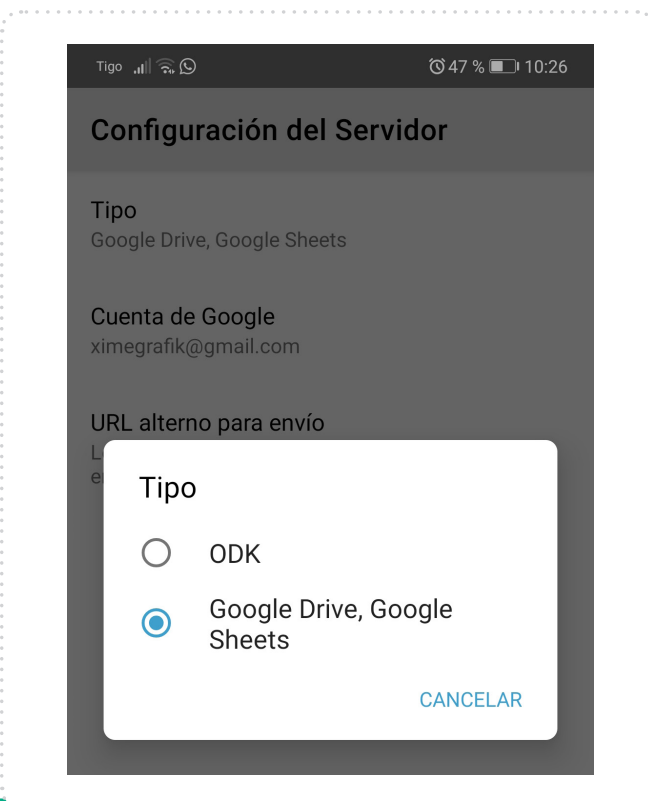 Tigo
47 % 10:26
Configuración del Servidor
Tipo
Google Drive, Google Sheets
Cuenta de Google
ximegrafik@gmail.com
URL alterno para envío
Tipo
ODK
Google Drive, Google
Sheets
CANCELAR